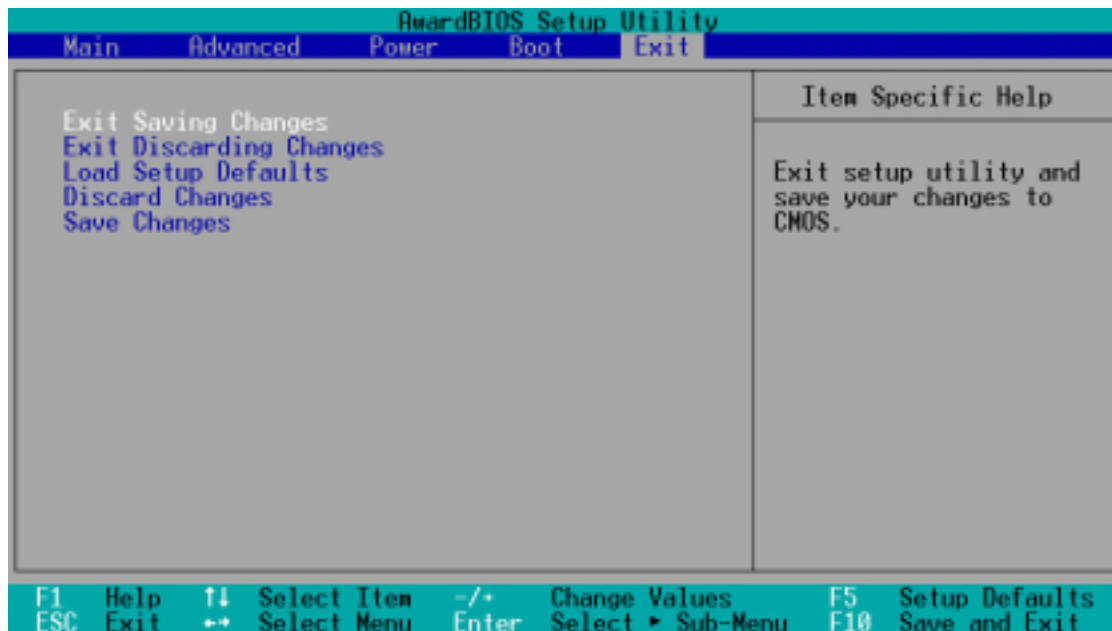 AwardBIOS Setup Utility
Main Advanced Power Boot Exit
Item Specific Help
Exit Saving Changes
Exit Discarding Changes
Load Setup Defaults
Discard Changes
Save Changes
Exit setup utility and
save your changes to
CMOS.
F1 Help ↑↓ Select Item -/+ Change Values F5 Setup Defaults
ESC Exit ←→ Select Menu Enter Select ► Sub-Menu F10 Save and Exit